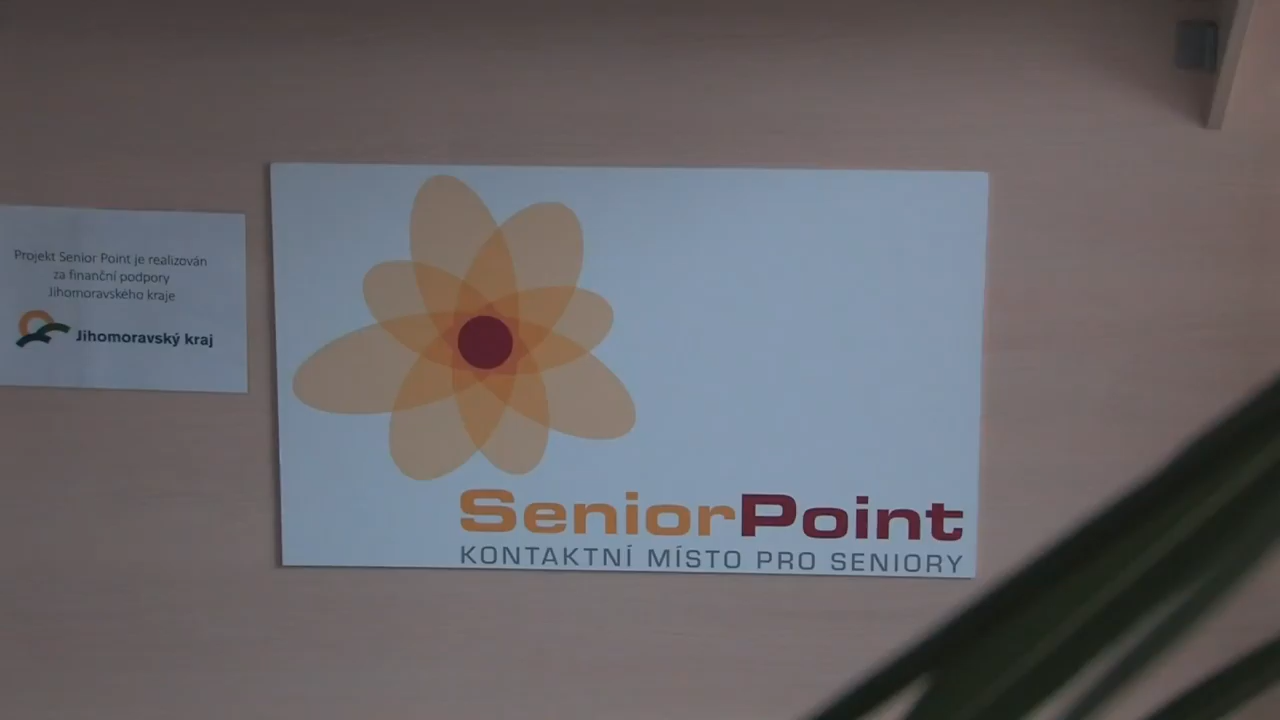 Projekt Senior Point je realizován
za finanční podpory
Jihomoravského kraje
Jihomoravský kraj
SeniorPoint
KONTAKTNÍ MÍSTO PRO SENIORY